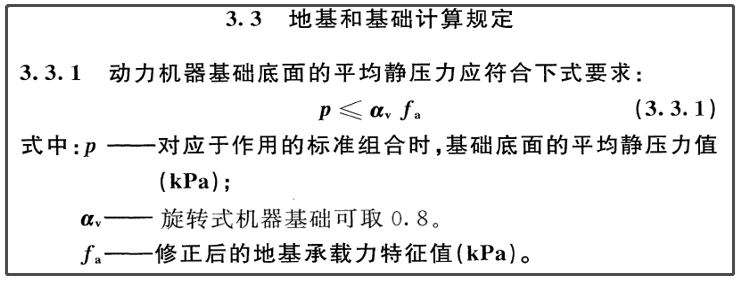 3.3 地基和基础计算规定
3.3.1 动力机器基础底面的平均静压力应符合下式要求:
p ≤ αv fa (3.3.1)
式中:p ——对应于作用的标准组合时,基础底面的平均静压力值
(kPa);
αv—— 旋转式机器基础可取 0.8。
fa——修正后的地基承载力特征值(kPa)。